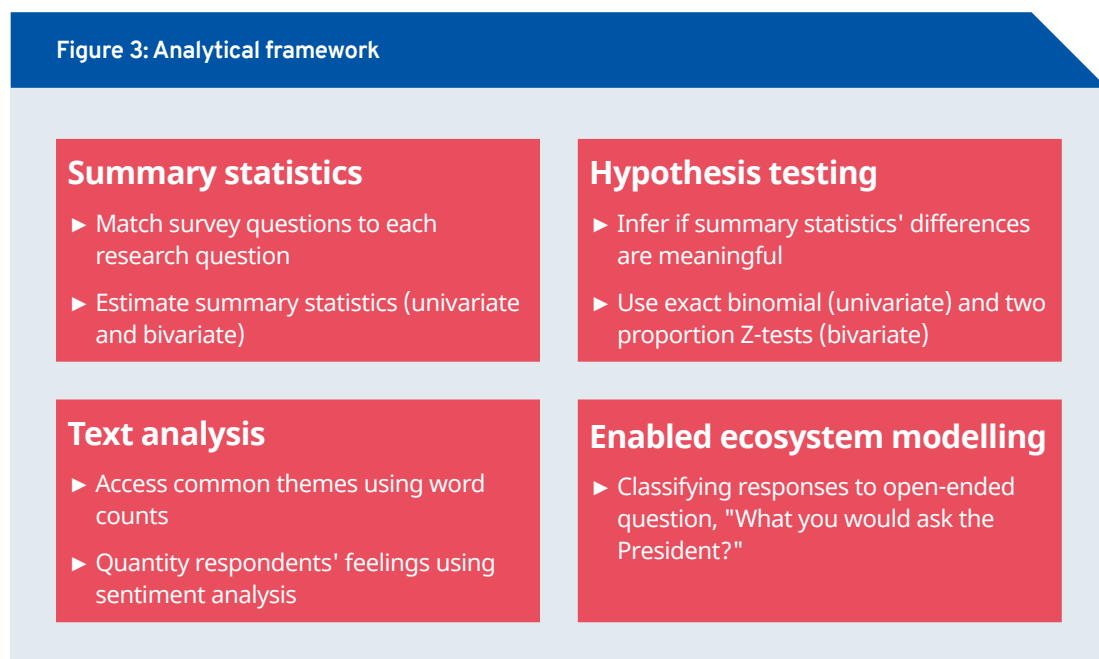 Figure 3: Analytical framework
Summary statistics
► Match survey questions to each
research question
► Estimate summary statistics (univariate
and bivariate)
Hypothesis testing
► Infer if summary statistics' differences
are meaningful
► Use exact binomial (univariate) and two
proportion Z-tests (bivariate)
Text analysis
► Access common themes using word
counts
► Quantity respondents' feelings using
sentiment analysis
Enabled ecosystem modelling
► Classifying responses to open-ended
question, "What you would ask the
President?"